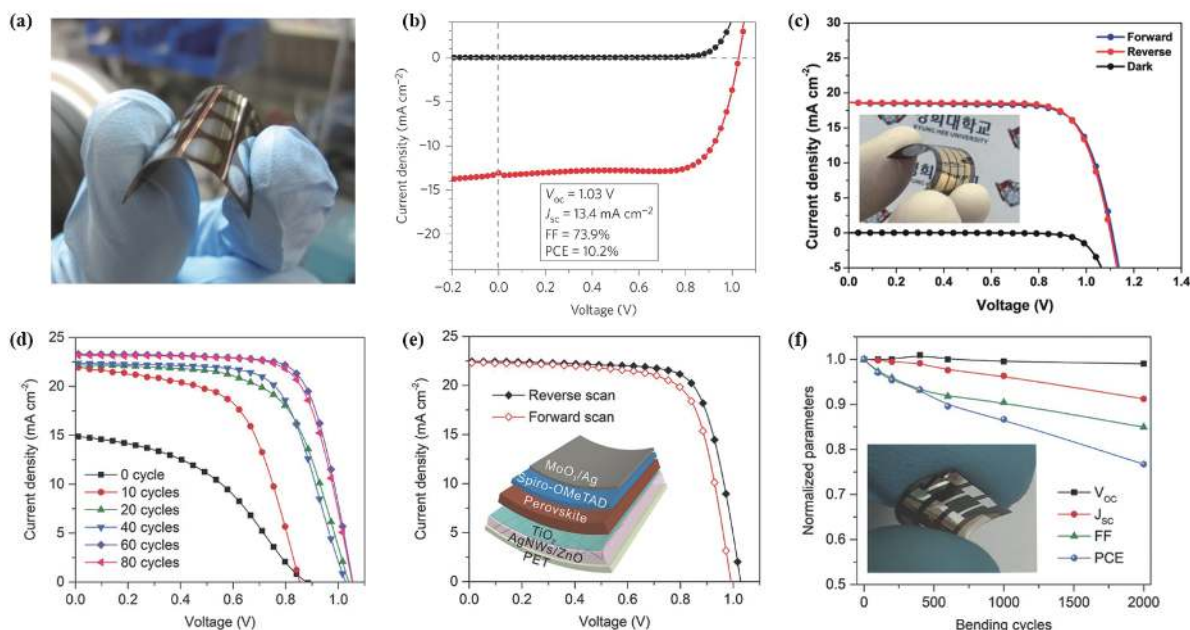 (a)
(b)
5
0
−5
−10
−15
−20
Current density (mA cm⁻²)
Voc = 1.03 V
Jsc = 13.4 mA cm⁻²
FF = 73.9%
PCE = 10.2%
−0.2 0.0 0.2 0.4 0.6 0.8 1.0
Voltage (V)
(c)
Forward
Reverse
Dark
30
25
20
15
10
5
0
-5
Current density (mA cm⁻²)
KYUNG HEE UNIVERSITY
0.0 0.2 0.4 0.6 0.8 1.0 1.2 1.4
Voltage (V)
(d)
25
20
15
10
5
0
Current density (mA cm⁻²)
0 cycle
10 cycles
20 cycles
40 cycles
60 cycles
80 cycles
0.0 0.2 0.4 0.6 0.8 1.0
Voltage (V)
(e)
25
20
15
10
5
0
Current density (mA cm⁻²)
Reverse scan
Forward scan
MoO₃/Ag
Spiro-OMeTAD
Perovskite
TiO₂
AgNWs/ZnO
PET
0.0 0.2 0.4 0.6 0.8 1.0
Voltage (V)
(f)
1.0
0.9
0.8
0.7
0.6
0.5
Normalized parameters
VOC
JSC
FF
PCE
0 500 1000 1500 2000
Bending cycles